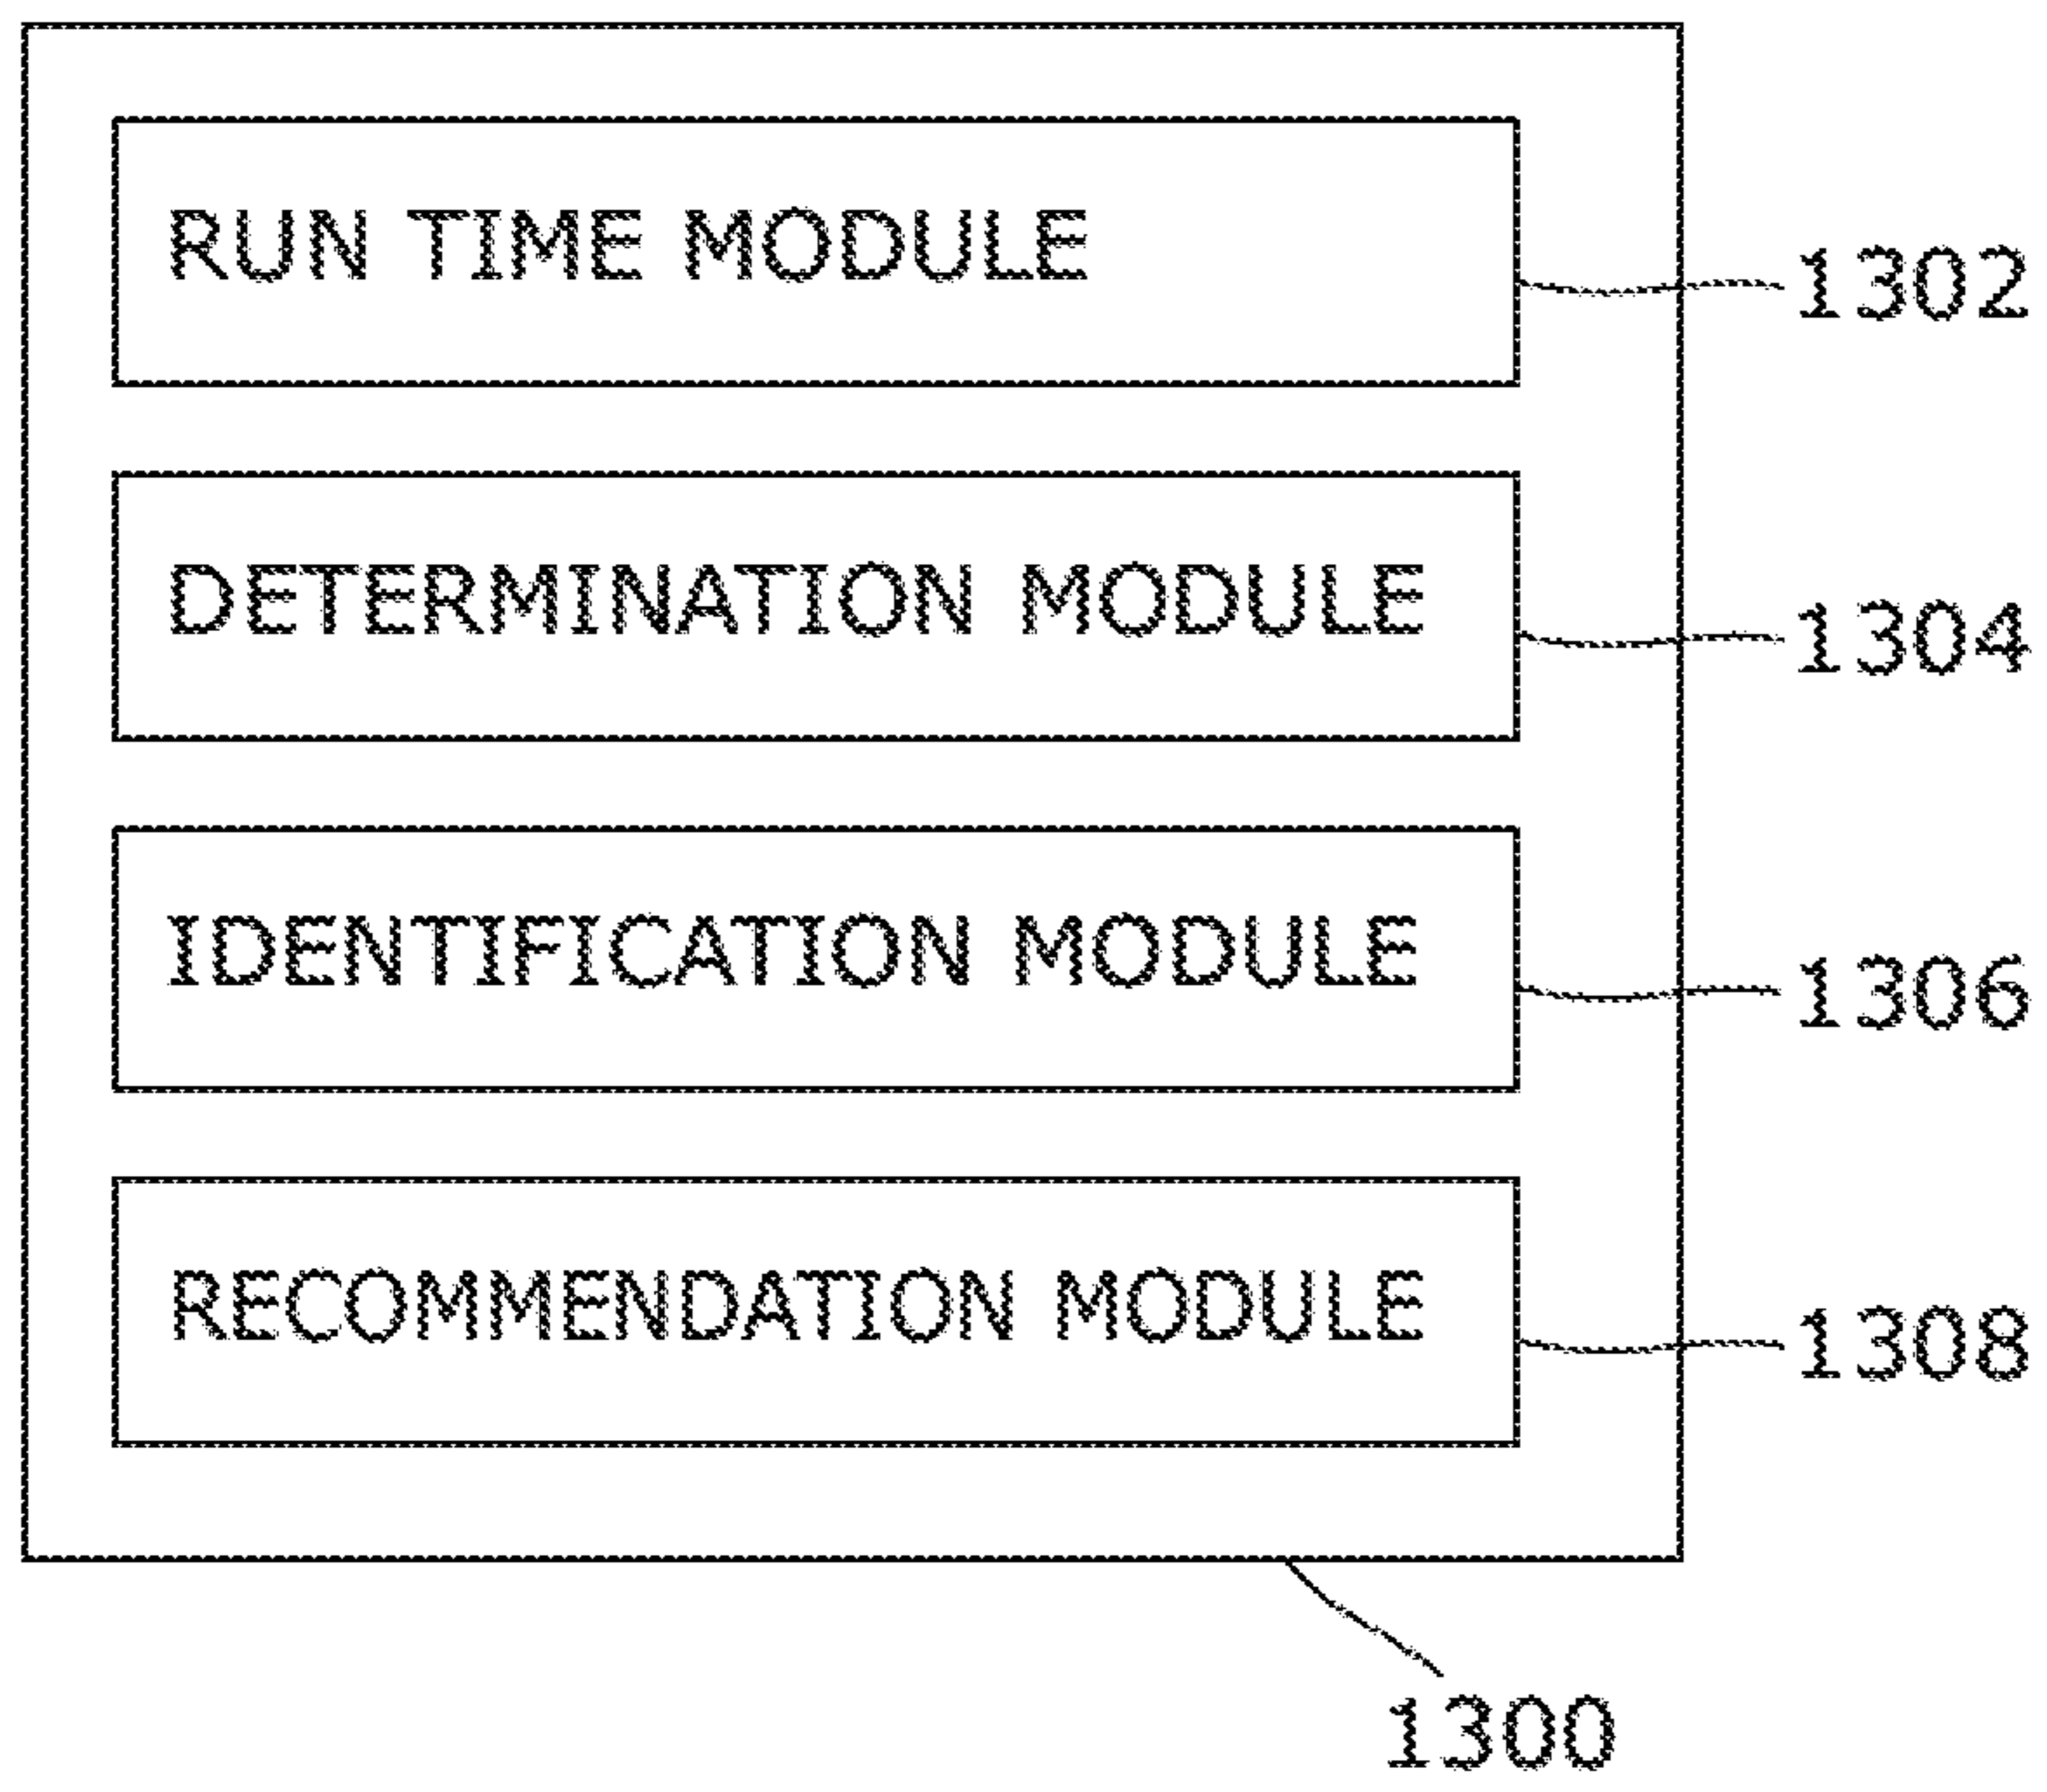 RUN TIME MODULE
1302
DETERMINATION MODULE
1304
IDENTIFICATION MODULE
1306
RECOMMENDATION MODULE
1308
1300